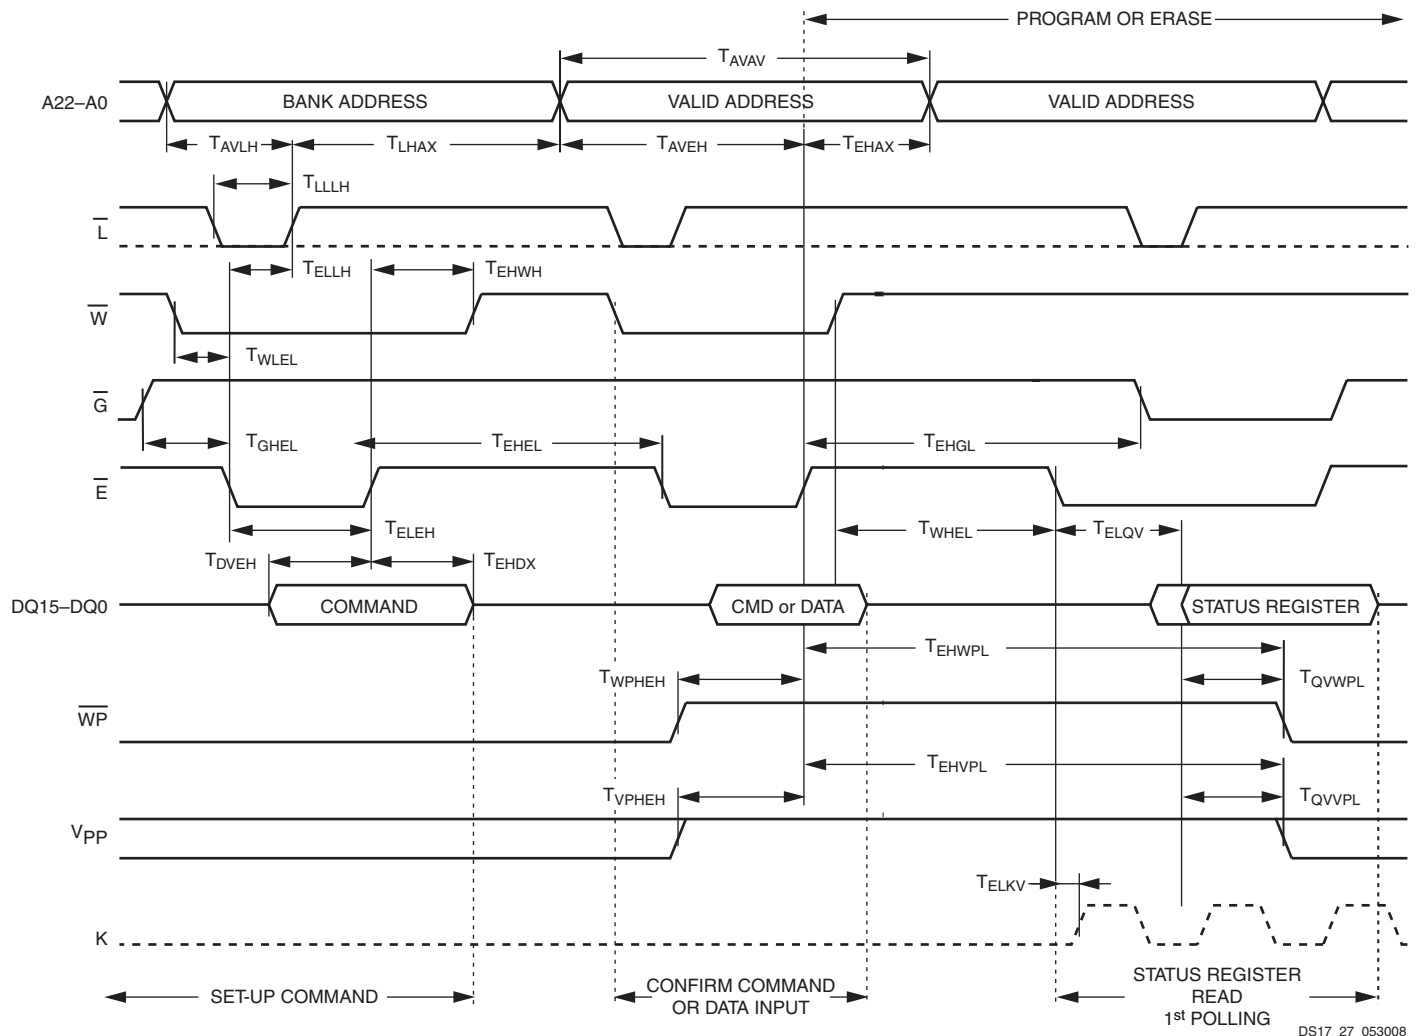 PROGRAM OR ERASE
TAVAV
A22–A0
BANK ADDRESS
VALID ADDRESS
VALID ADDRESS
TAVLH
TLHAX
TAVEH
TEHAX
TLLLH
L
TELLH
TEHWH
W
TWLEL
G
TGHEL
TEHEL
TEHGL
E
TELEH
TWHEL
TELQV
TDVEH
TEHDX
DQ15–DQ0
COMMAND
CMD or DATA
STATUS REGISTER
TEHWPL
TWPHEH
TQVWPL
WP
TEHVPL
TVPHEH
TQVVPL
VPP
TELKV
K
SET-UP COMMAND
CONFIRM COMMAND
OR DATA INPUT
STATUS REGISTER
READ
1st POLLING
DS17_27_053008